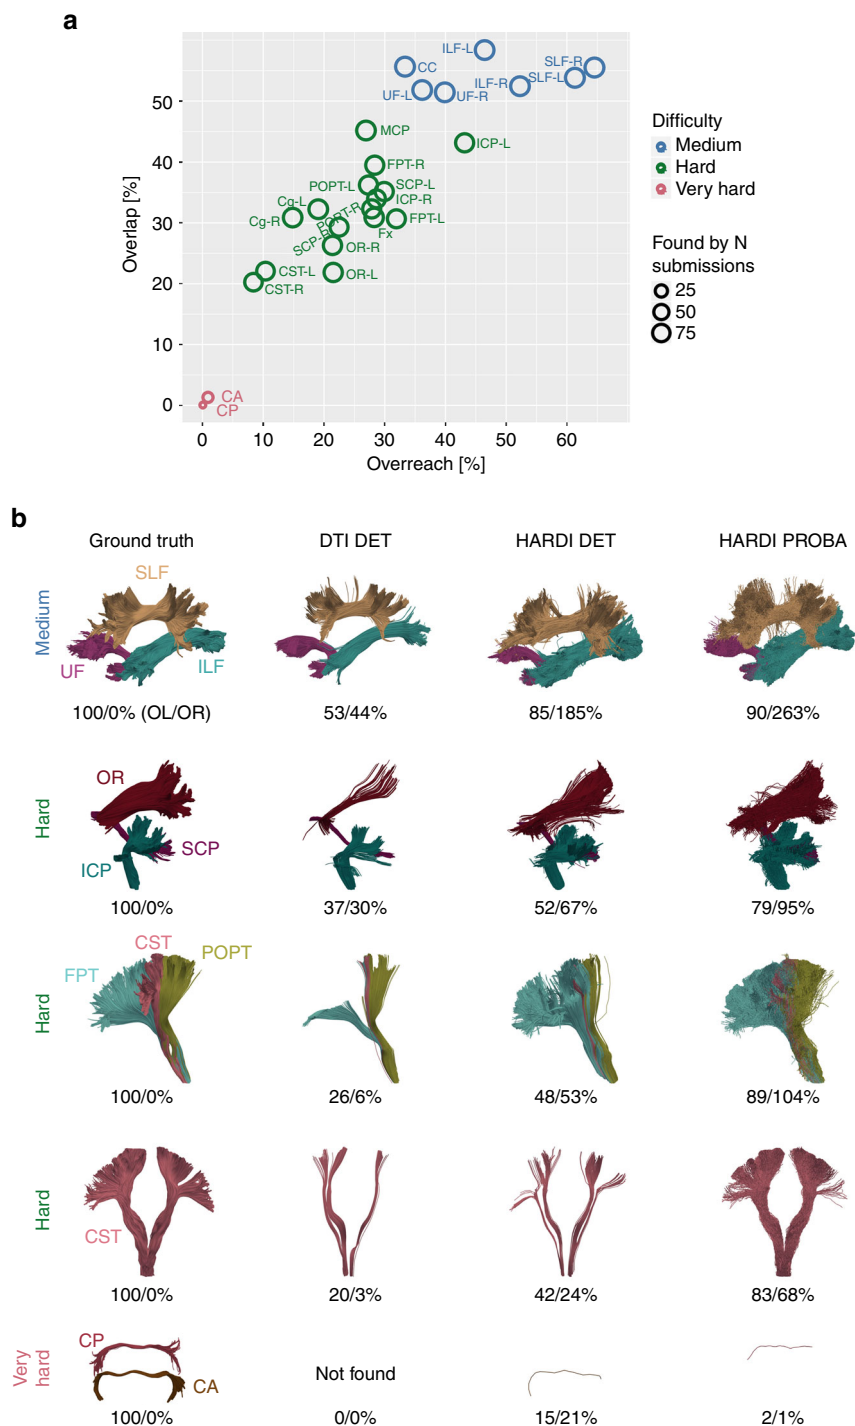 a
ILF-L
SLF-R
CC
ILF-R
SLF-L
UF-L
UF-R
50
MCP
ICP-L
40
FPT-R
POPT-L
SCP-L
ICP-R
Cg-L
POPT-R
30
Cg-R
FPT-L
Fx
SCP-R
OR-R
CST-L
OR-L
20
CST-R
10
CA
0
CP
Overlap [%]
0 10 20 30 40 50 60
Overreach [%]
Difficulty
Medium
Hard
Very hard
Found by N
submissions
25
50
75
b
Ground truth DTI DET HARDI DET HARDI PROBA
Medium
SLF
UF
ILF
100/0% (OL/OR) 53/44% 85/185% 90/263%
Hard
OR
SCP
ICP
100/0% 37/30% 52/67% 79/95%
Hard
CST
POPT
FPT
100/0% 26/6% 48/53% 89/104%
Hard
CST
100/0% 20/3% 42/24% 83/68%
Very
hard
CP
CA
Not found
100/0% 0/0% 15/21% 2/1%